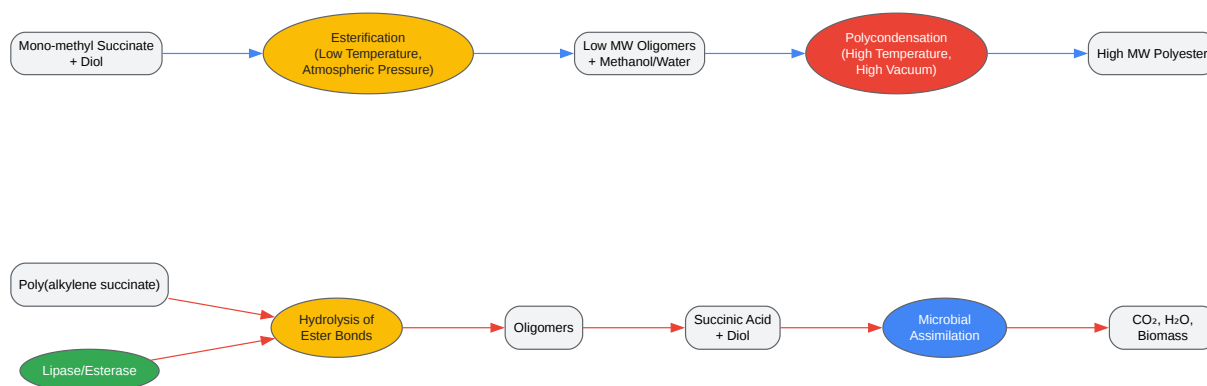 Mono-methyl Succinate
+ Diol
Esterification
(Low Temperature,
Atmospheric Pressure)
Low MW Oligomers
+ Methanol/Water
Polycondensation
(High Temperature,
High Vacuum)
High MW Polyester
Poly(alkylene succinate)
Lipase/Esterase
Hydrolysis of
Ester Bonds
Oligomers
Succinic Acid
+ Diol
Microbial
Assimilation
CO₂, H₂O,
Biomass